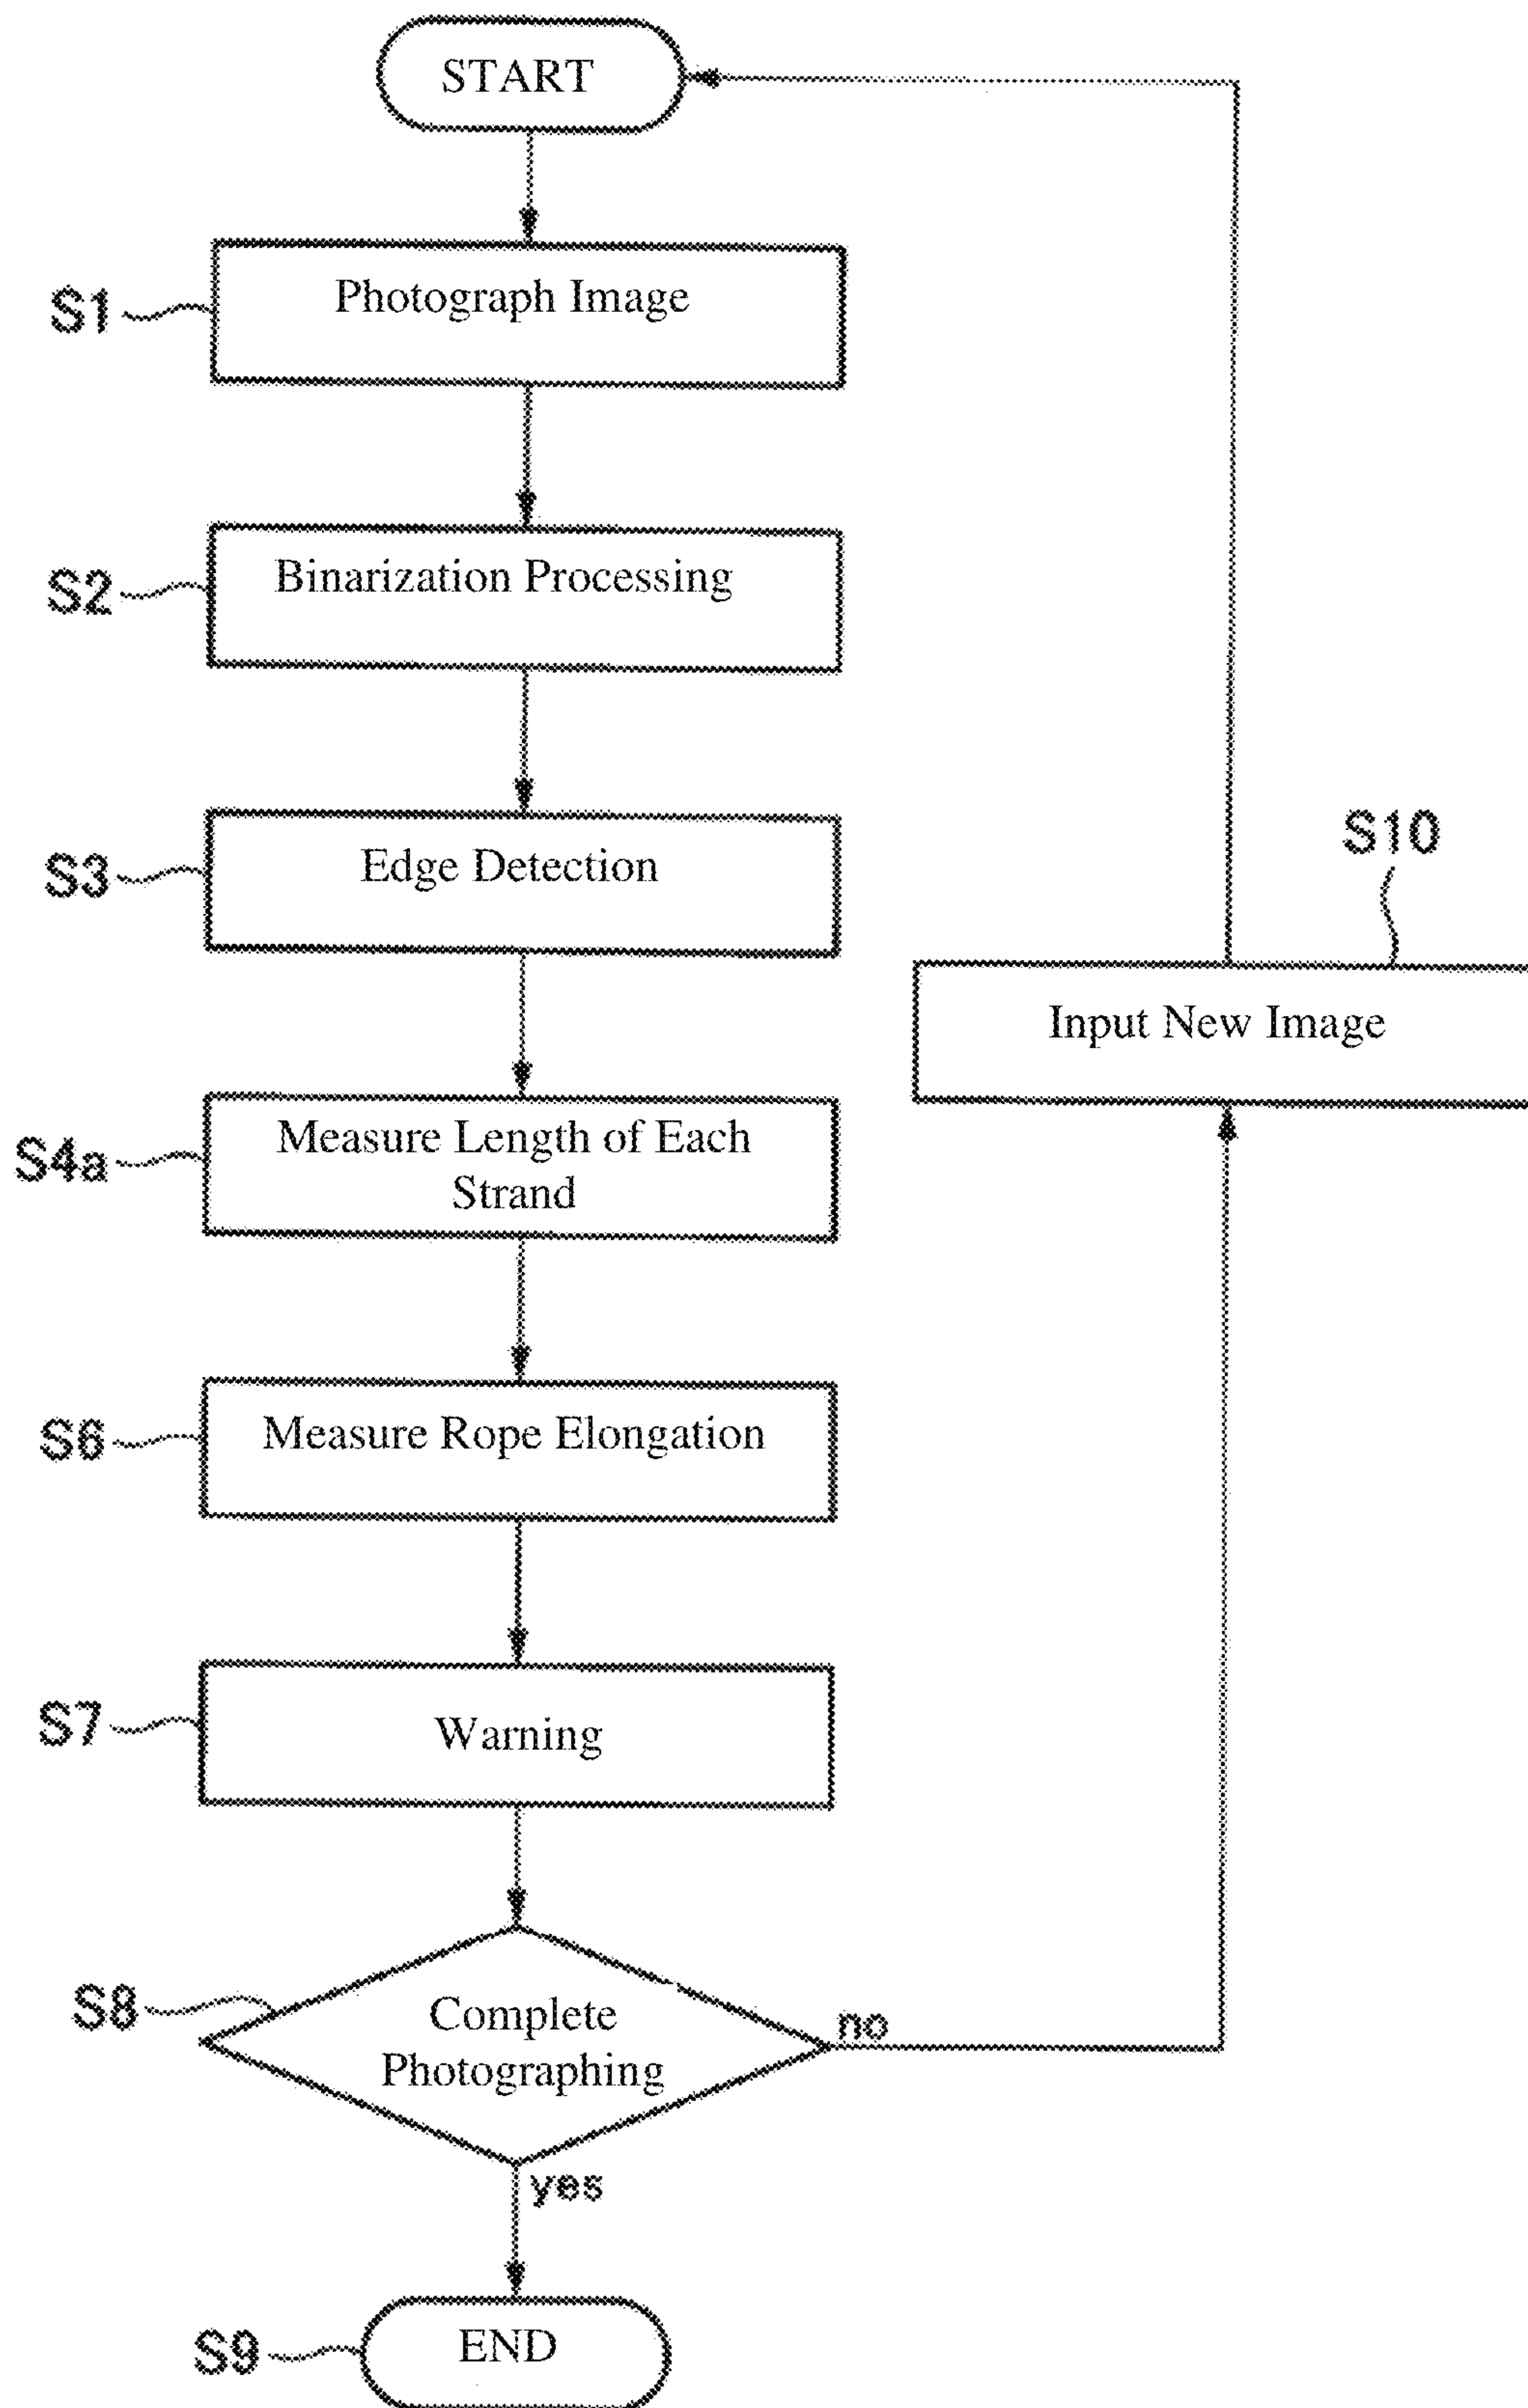 START
S1
Photograph Image
S2
Binarization Processing
S3
Edge Detection
S10
Input New Image
S4a
Measure Length of Each
Strand
S6
Measure Rope Elongation
S7
Warning
S8
Complete
Photographing
no
yes
S9
END